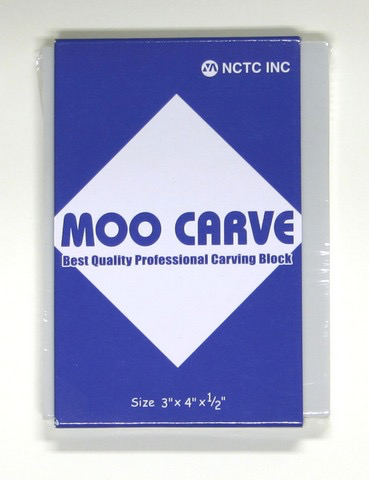 NCTC INC
MOO CARVE
Best Quality Professional Carving Block
Size 3"x 4"x 1/2"